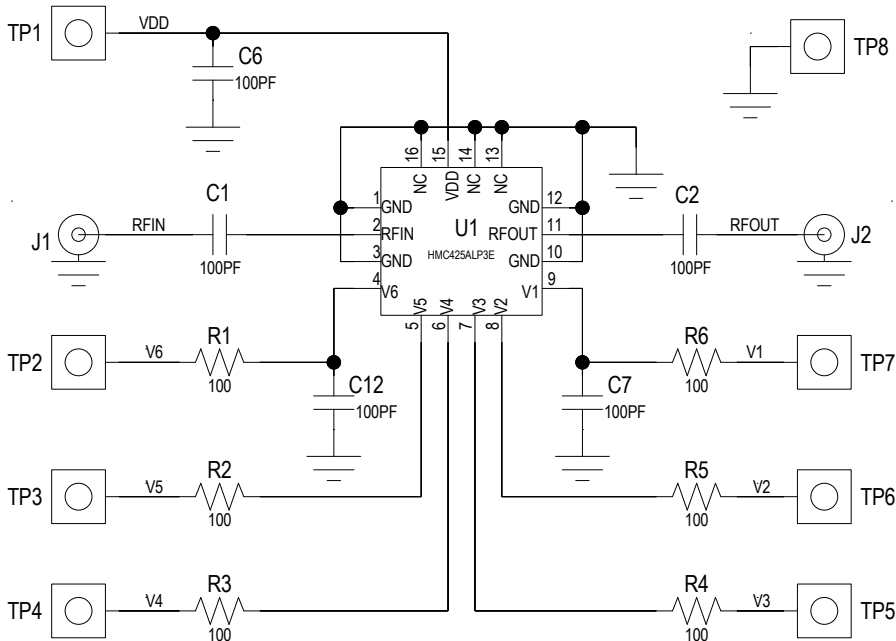 TP1
VDD
C6
100PF
TP8
16
15
14
13
NC
VDD
NC
NC
1
GND
2
RFIN
3
GND
4
V6
U1
HMC425ALP3E
12
GND
11
RFOUT
10
GND
9
V1
V5
V4
V3
V2
5
6
7
8
J1
RFIN
C1
100PF
C2
100PF
RFOUT
J2
TP2
V6
R1
100
C12
100PF
C7
100PF
R6
100
V1
TP7
TP3
V5
R2
100
R5
100
V2
TP6
TP4
V4
R3
100
R4
100
V3
TP5